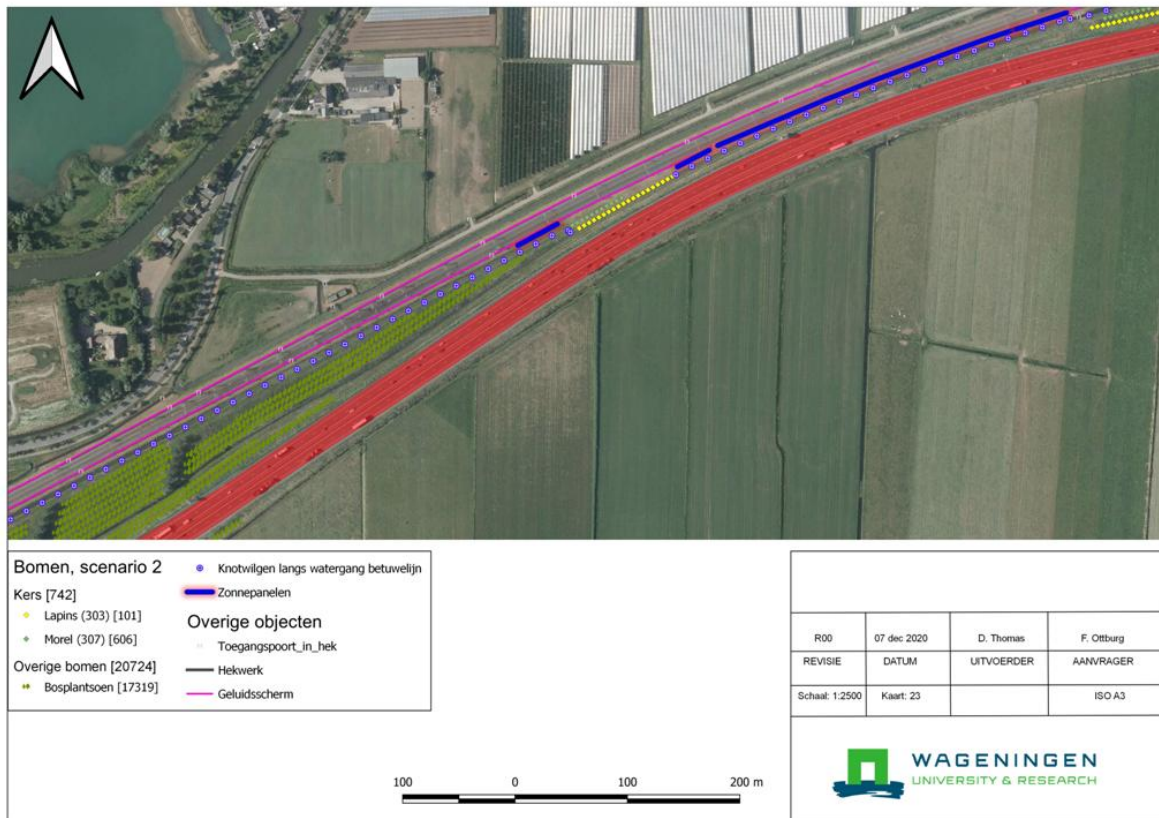 Bomen, scenario 2
Kers [742]
Lapins (303) [101]
Morel (307) [606]
Overige bomen [20724]
Bosplantsoen [17319]
Knotwilgen langs watergang betuwelijn
Zonnepanelen
Overige objecten
Toegangspoort_in_hek
Hekwerk
Geluidsscherm
100 0 100 200 m
R00 07 dec 2020 D. Thomas F. Ottburg
REVISIE DATUM UITVOERDER AANVRAGER
Schaal: 1:2500 Kaart: 23 ISO A3
WAGENINGEN
UNIVERSITY & RESEARCH